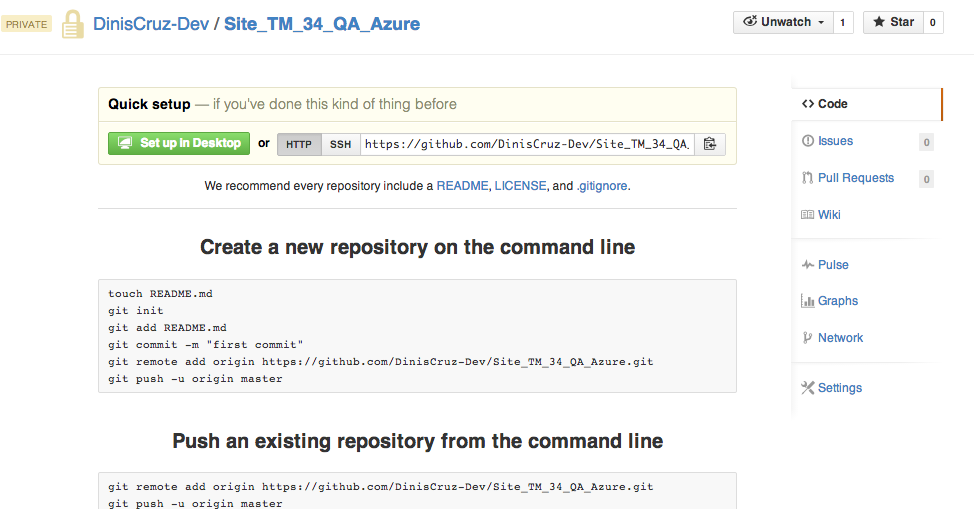 PRIVATE DinisCruz-Dev / Site_TM_34_QA_Azure Unwatch 1 Star 0
Quick setup — if you've done this kind of thing before
Set up in Desktop or HTTP SSH https://github.com/DinisCruz-Dev/Site_TM_34_QA_
We recommend every repository include a README, LICENSE, and .gitignore.
Create a new repository on the command line
touch README.md
git init
git add README.md
git commit -m "first commit"
git remote add origin https://github.com/DinisCruz-Dev/Site_TM_34_QA_Azure.git
git push -u origin master
Push an existing repository from the command line
git remote add origin https://github.com/DinisCruz-Dev/Site_TM_34_QA_Azure.git
git push -u origin master
Code
Issues 0
Pull Requests 0
Wiki
Pulse
Graphs
Network
Settings